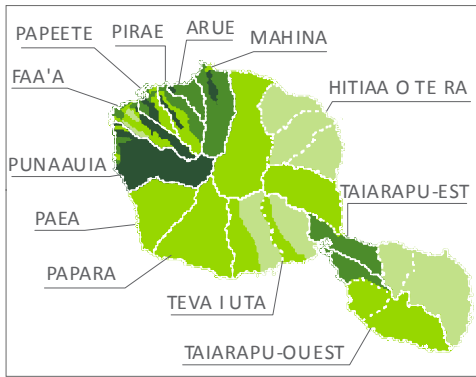 PAPEETE
PIRAE
ARUE
MAHINA
FAA'A
HITIAA O TE RA
PUNAAUIA
TAIARAPU-EST
PAEA
PAPARA
TEVA I UTA
TAIARAPU-OUEST